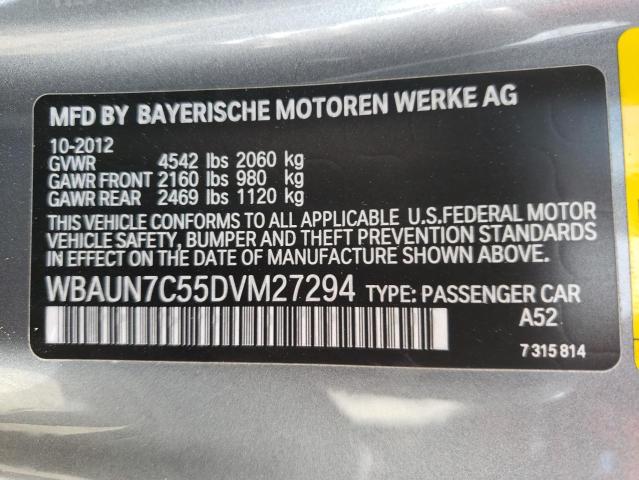 MFD BY BAYERISCHE MOTOREN WERKE AG
10-2012
GVWR 4542 lbs 2060 kg
GAWR FRONT 2160 lbs 980 kg
GAWR REAR 2469 lbs 1120 kg
THIS VEHICLE CONFORMS TO ALL APPLICABLE U.S.FEDERAL MOTOR
VEHICLE SAFETY, BUMPER AND THEFT PREVENTION STANDARDS
IN EFFECT ON THE DATE OF MANUFACTURE SHOWN ABOVE.
WBAUN7C55DVM27294 TYPE: PASSENGER CAR
A52
7 315 814